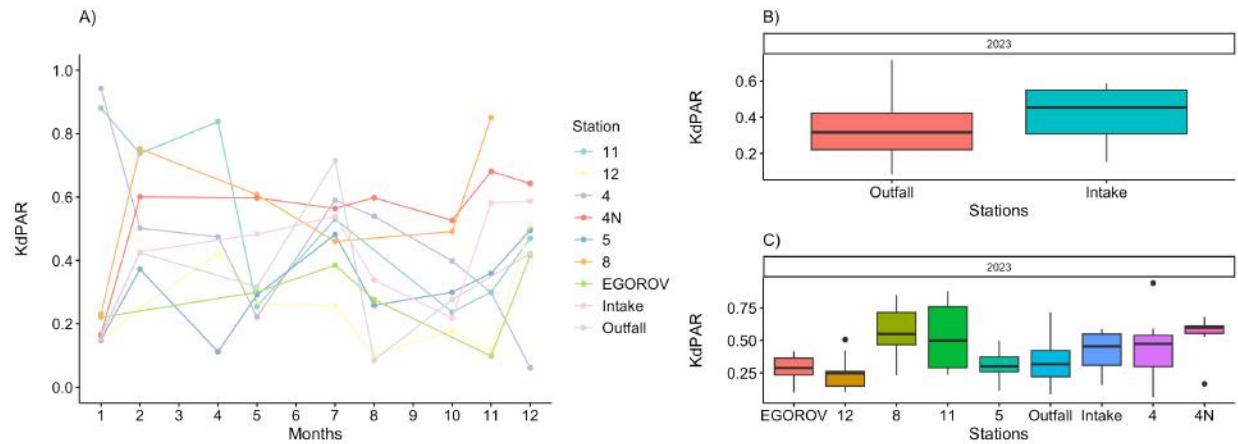 A)
KdPAR
1.0
0.8
0.6
0.4
0.2
0.0
1 2 3 4 5 6 7 8 9 10 11 12
Months
Station
11
12
4
4N
5
8
EGOROV
Intake
Outfall
B)
2023
KdPAR
0.6
0.4
0.2
Outfall Intake
Stations
C)
2023
KdPAR
0.75
0.50
0.25
EGOROV 12 8 11 5 Outfall Intake 4 4N
Stations